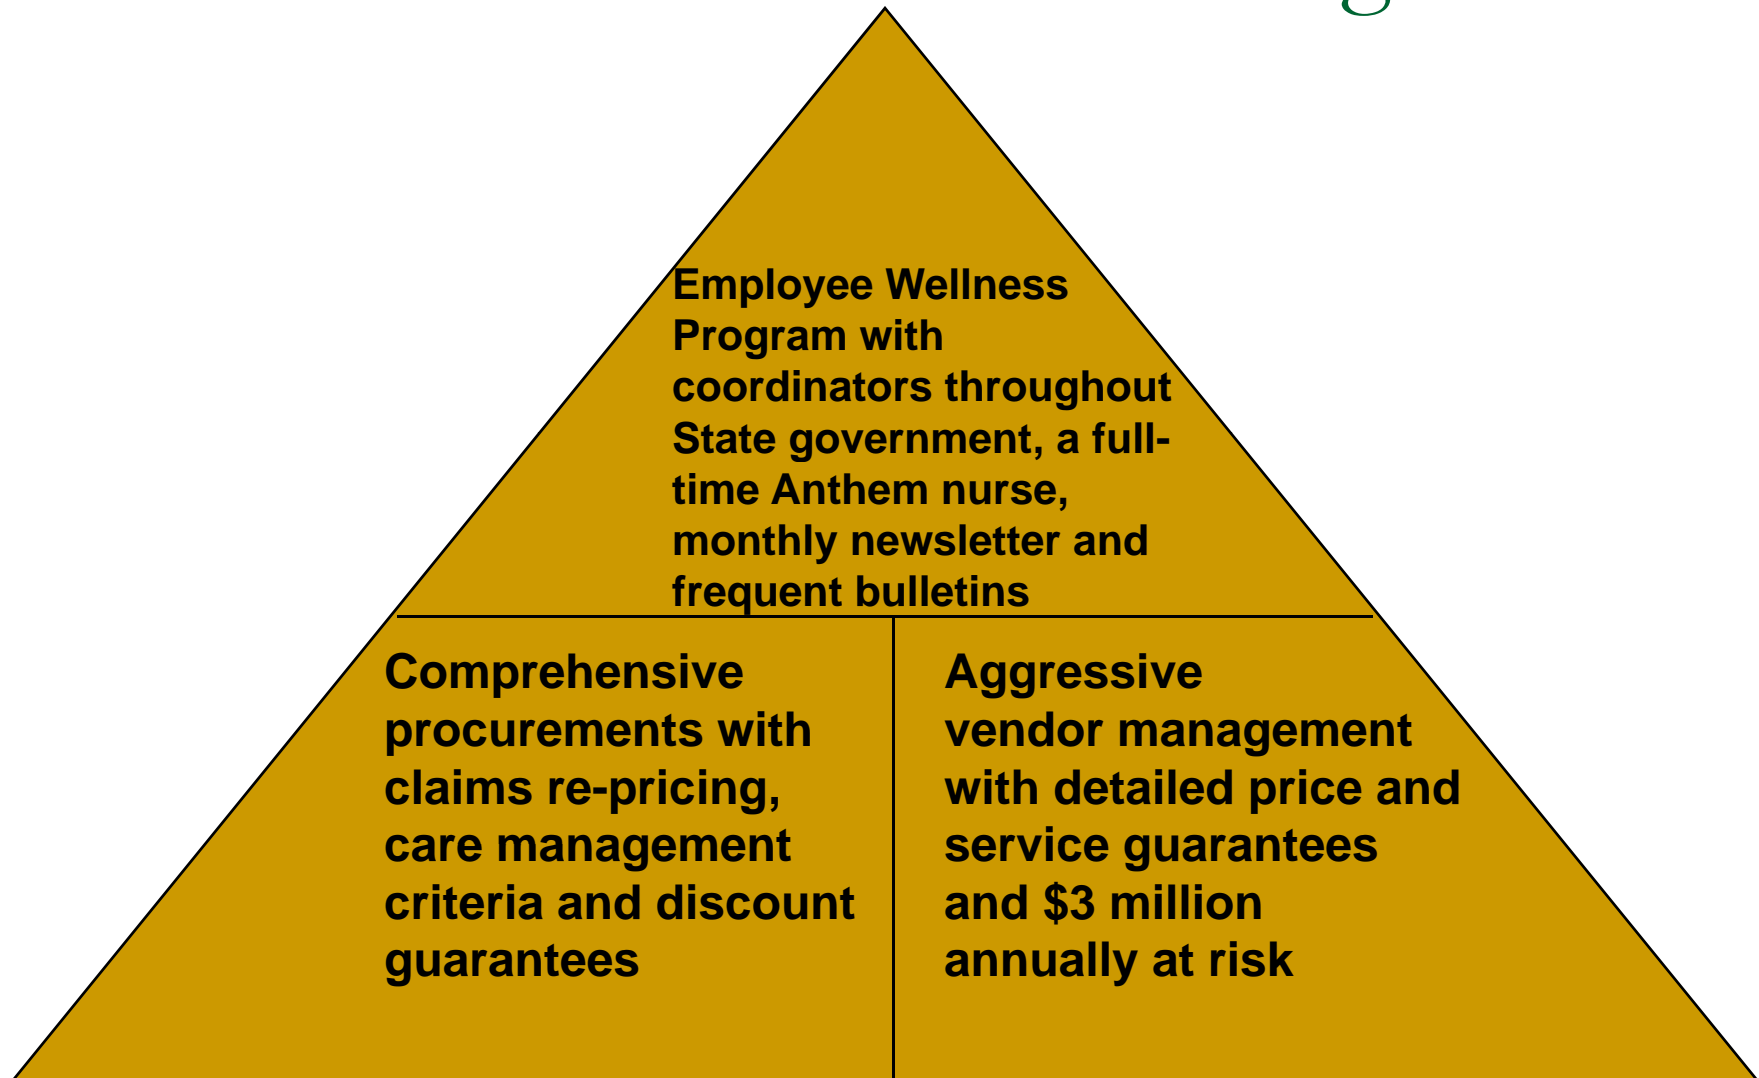 Employee Wellness
Program with
coordinators throughout
State government, a full-
time Anthem nurse,
monthly newsletter and
frequent bulletins
Comprehensive
procurements with
claims re-pricing,
care management
criteria and discount
guarantees
Aggressive
vendor management
with detailed price and
service guarantees
and $3 million
annually at risk